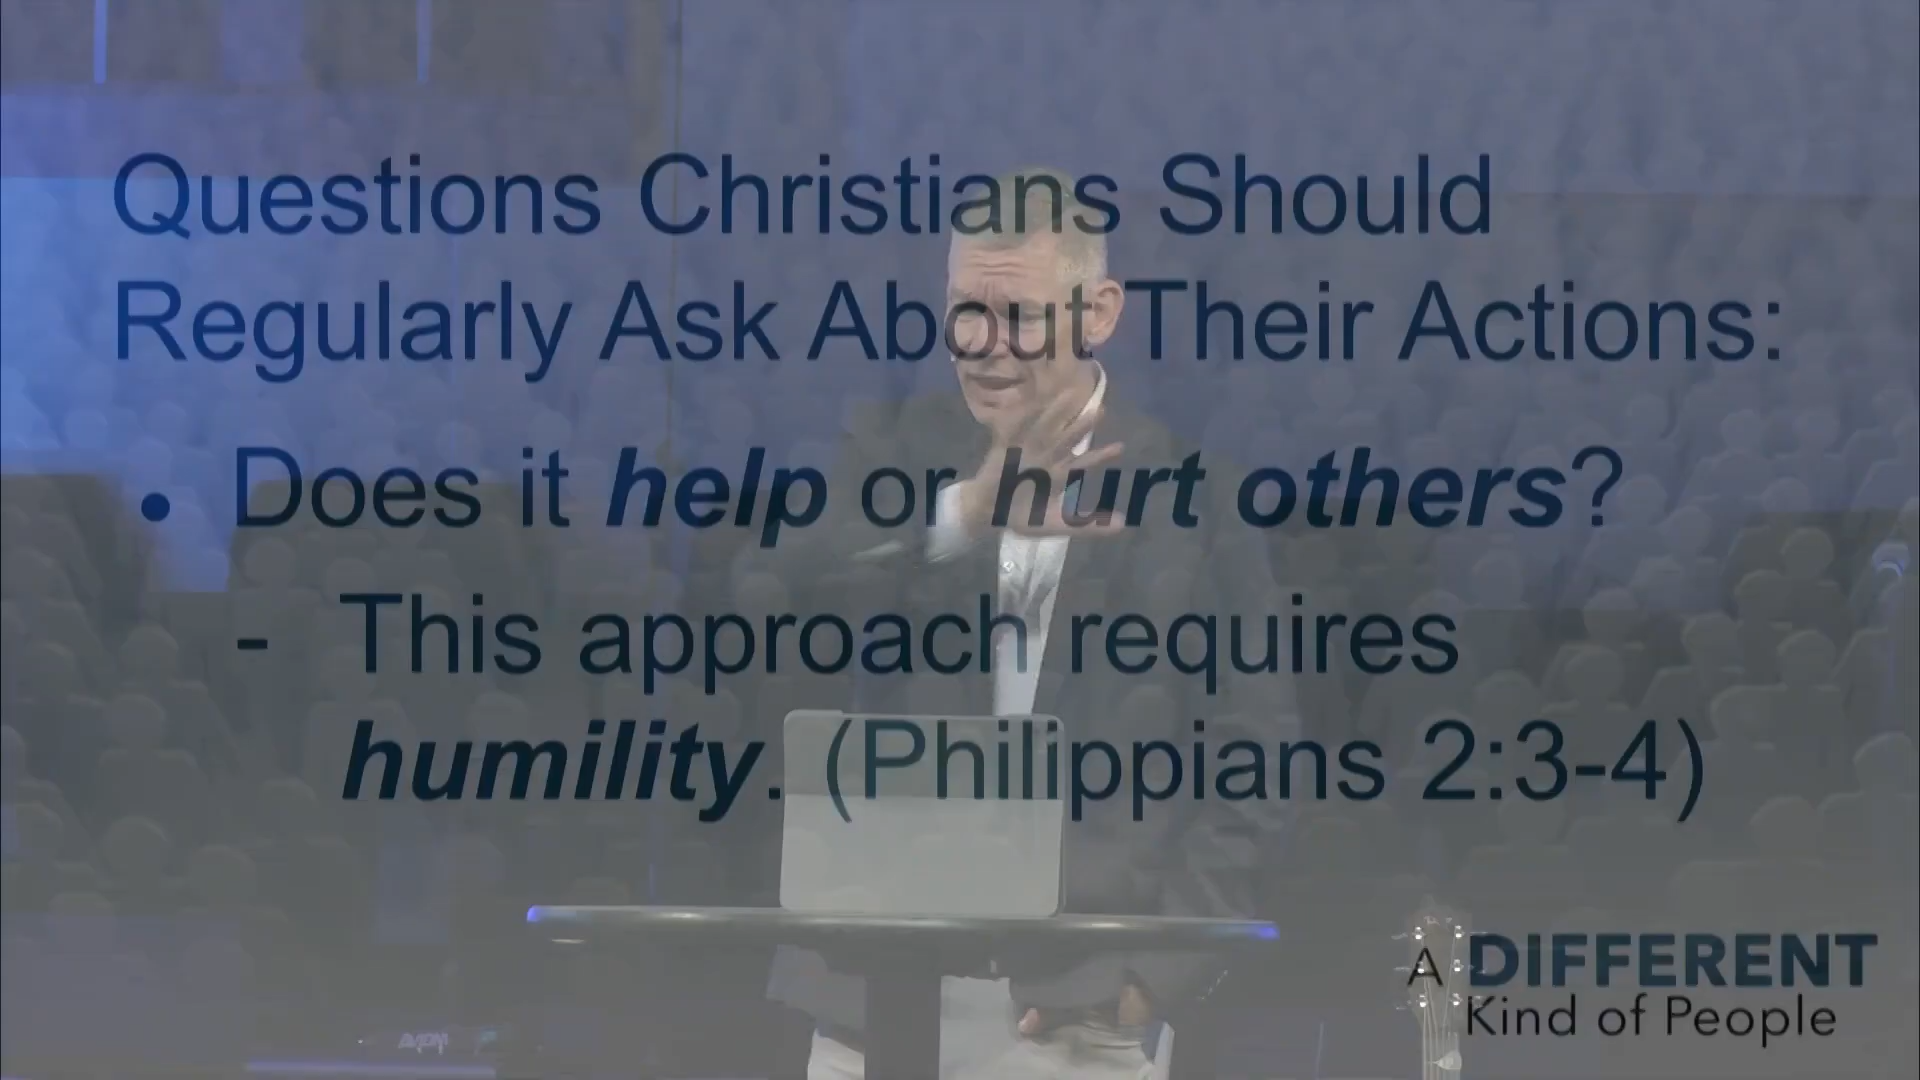 Questions Christians Should
Regularly Ask About Their Actions:
• Does it help or hurt others?
- This approach requires
humility. (Philippians 2:3-4)
A DIFFERENT
Kind of People